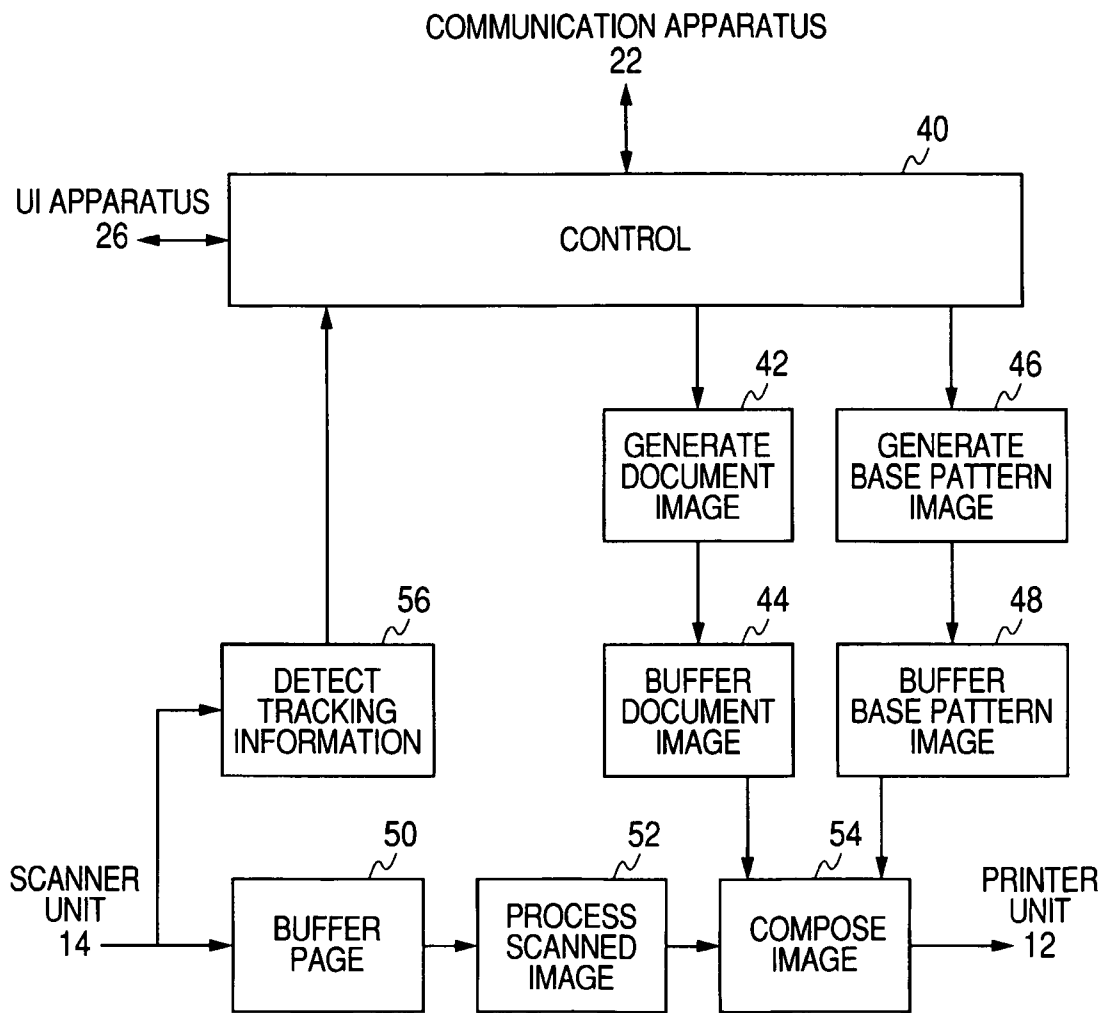 COMMUNICATION APPARATUS
22
40
UI APPARATUS
26
CONTROL
42
46
GENERATE
DOCUMENT
IMAGE
GENERATE
BASE PATTERN
IMAGE
56
44
48
DETECT
TRACKING
INFORMATION
BUFFER
DOCUMENT
IMAGE
BUFFER
BASE PATTERN
IMAGE
50
52
54
SCANNER
UNIT
14
BUFFER
PAGE
PROCESS
SCANNED
IMAGE
COMPOSE
IMAGE
PRINTER
UNIT
12